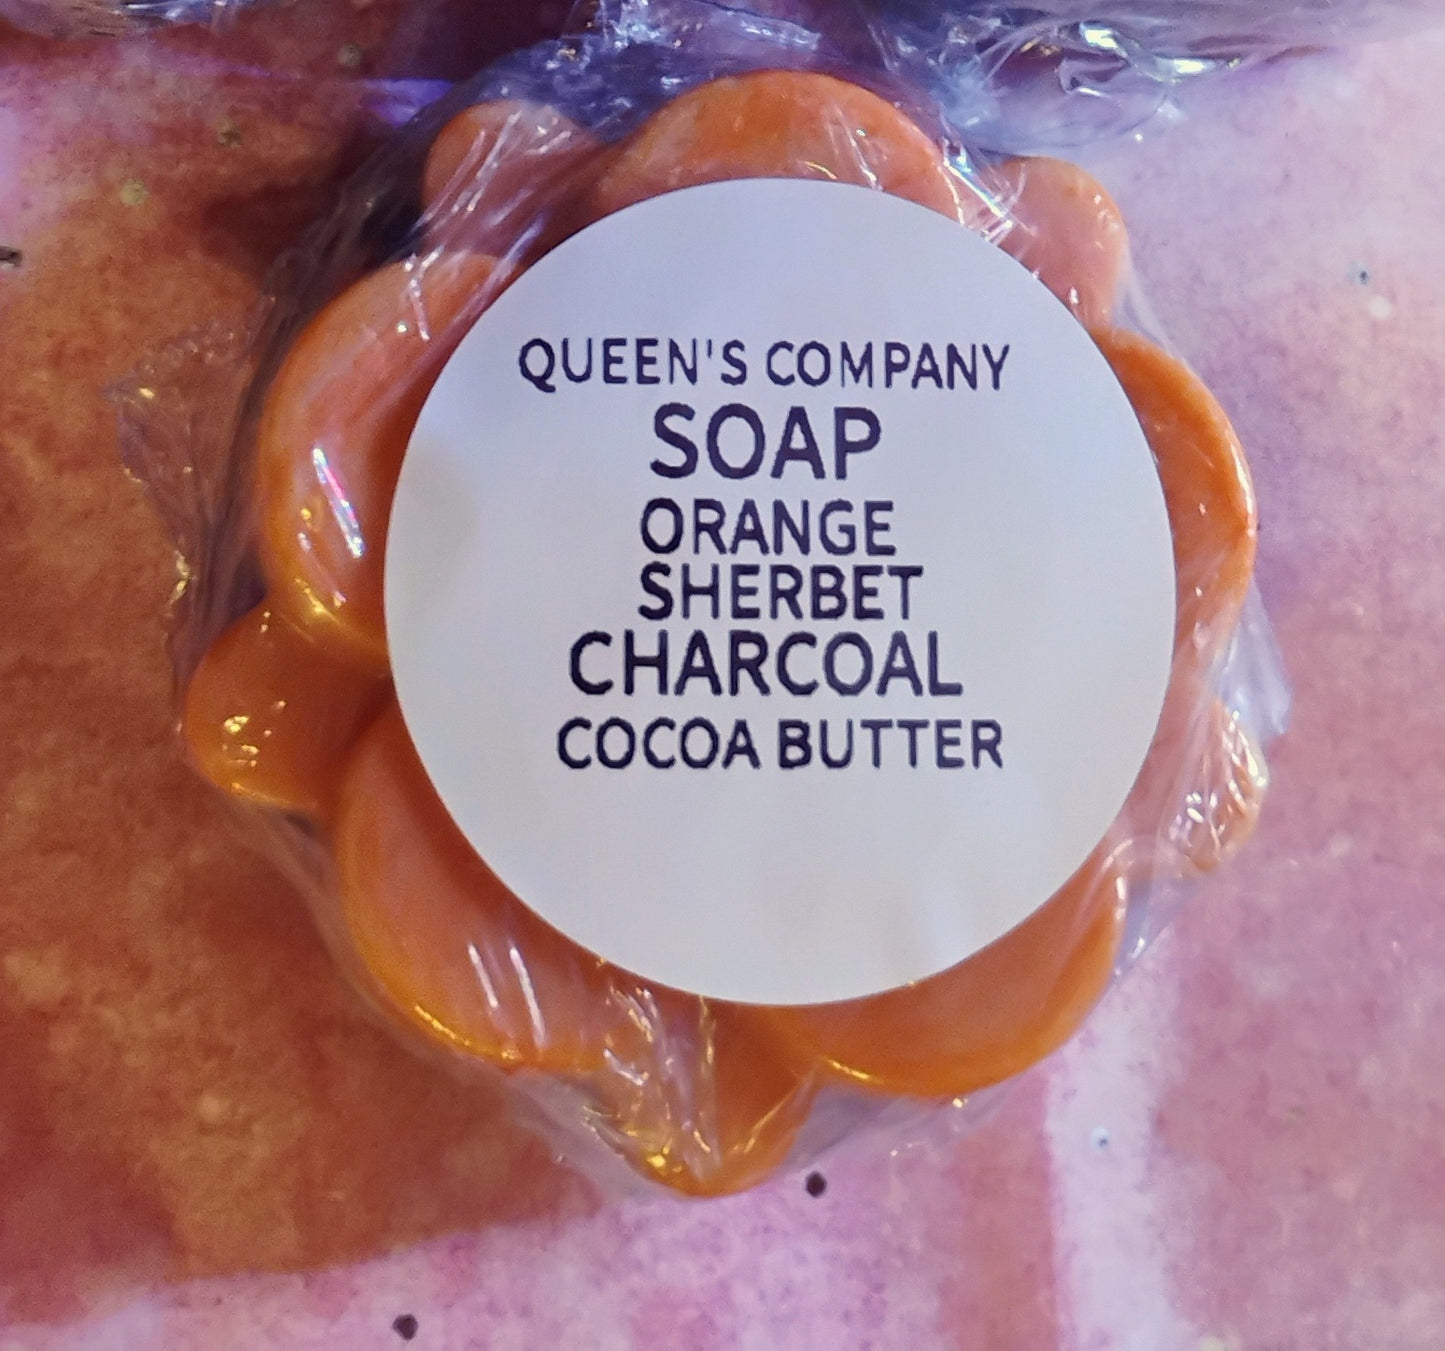 QUEEN'S COMPANY
SOAP
ORANGE
SHERBET
CHARCOAL
COCOA BUTTER